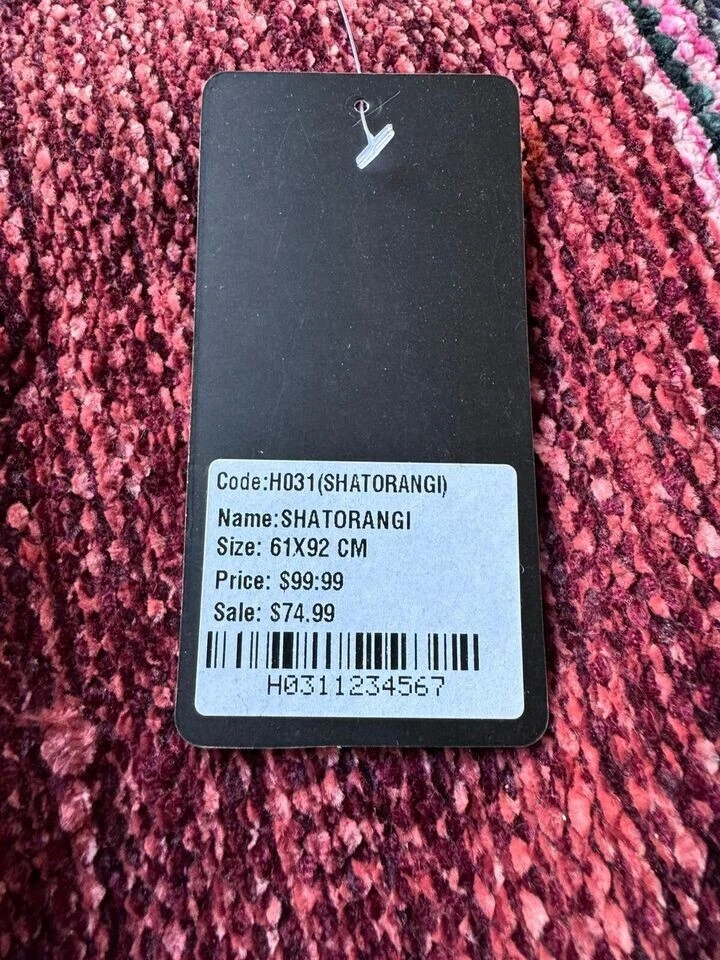 Code:H031(SHATORANGI)
Name:SHATORANGI
Size: 61X92 CM
Price: $99:99
Sale: $74.99
H0311234567